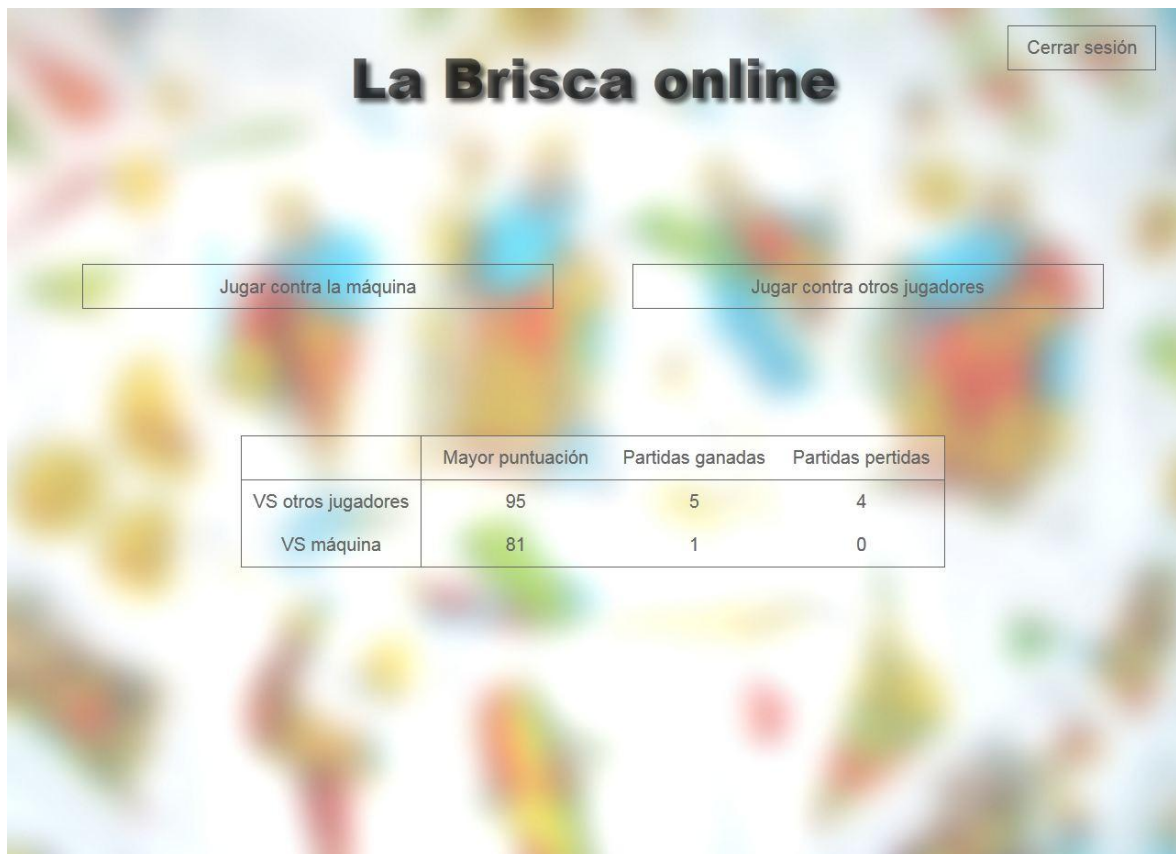 Cerrar sesión
La Brisca online
Jugar contra la máquina
Jugar contra otros jugadores
Mayor puntuación Partidas ganadas Partidas pertidas
VS otros jugadores 95 5 4
VS máquina 81 1 0